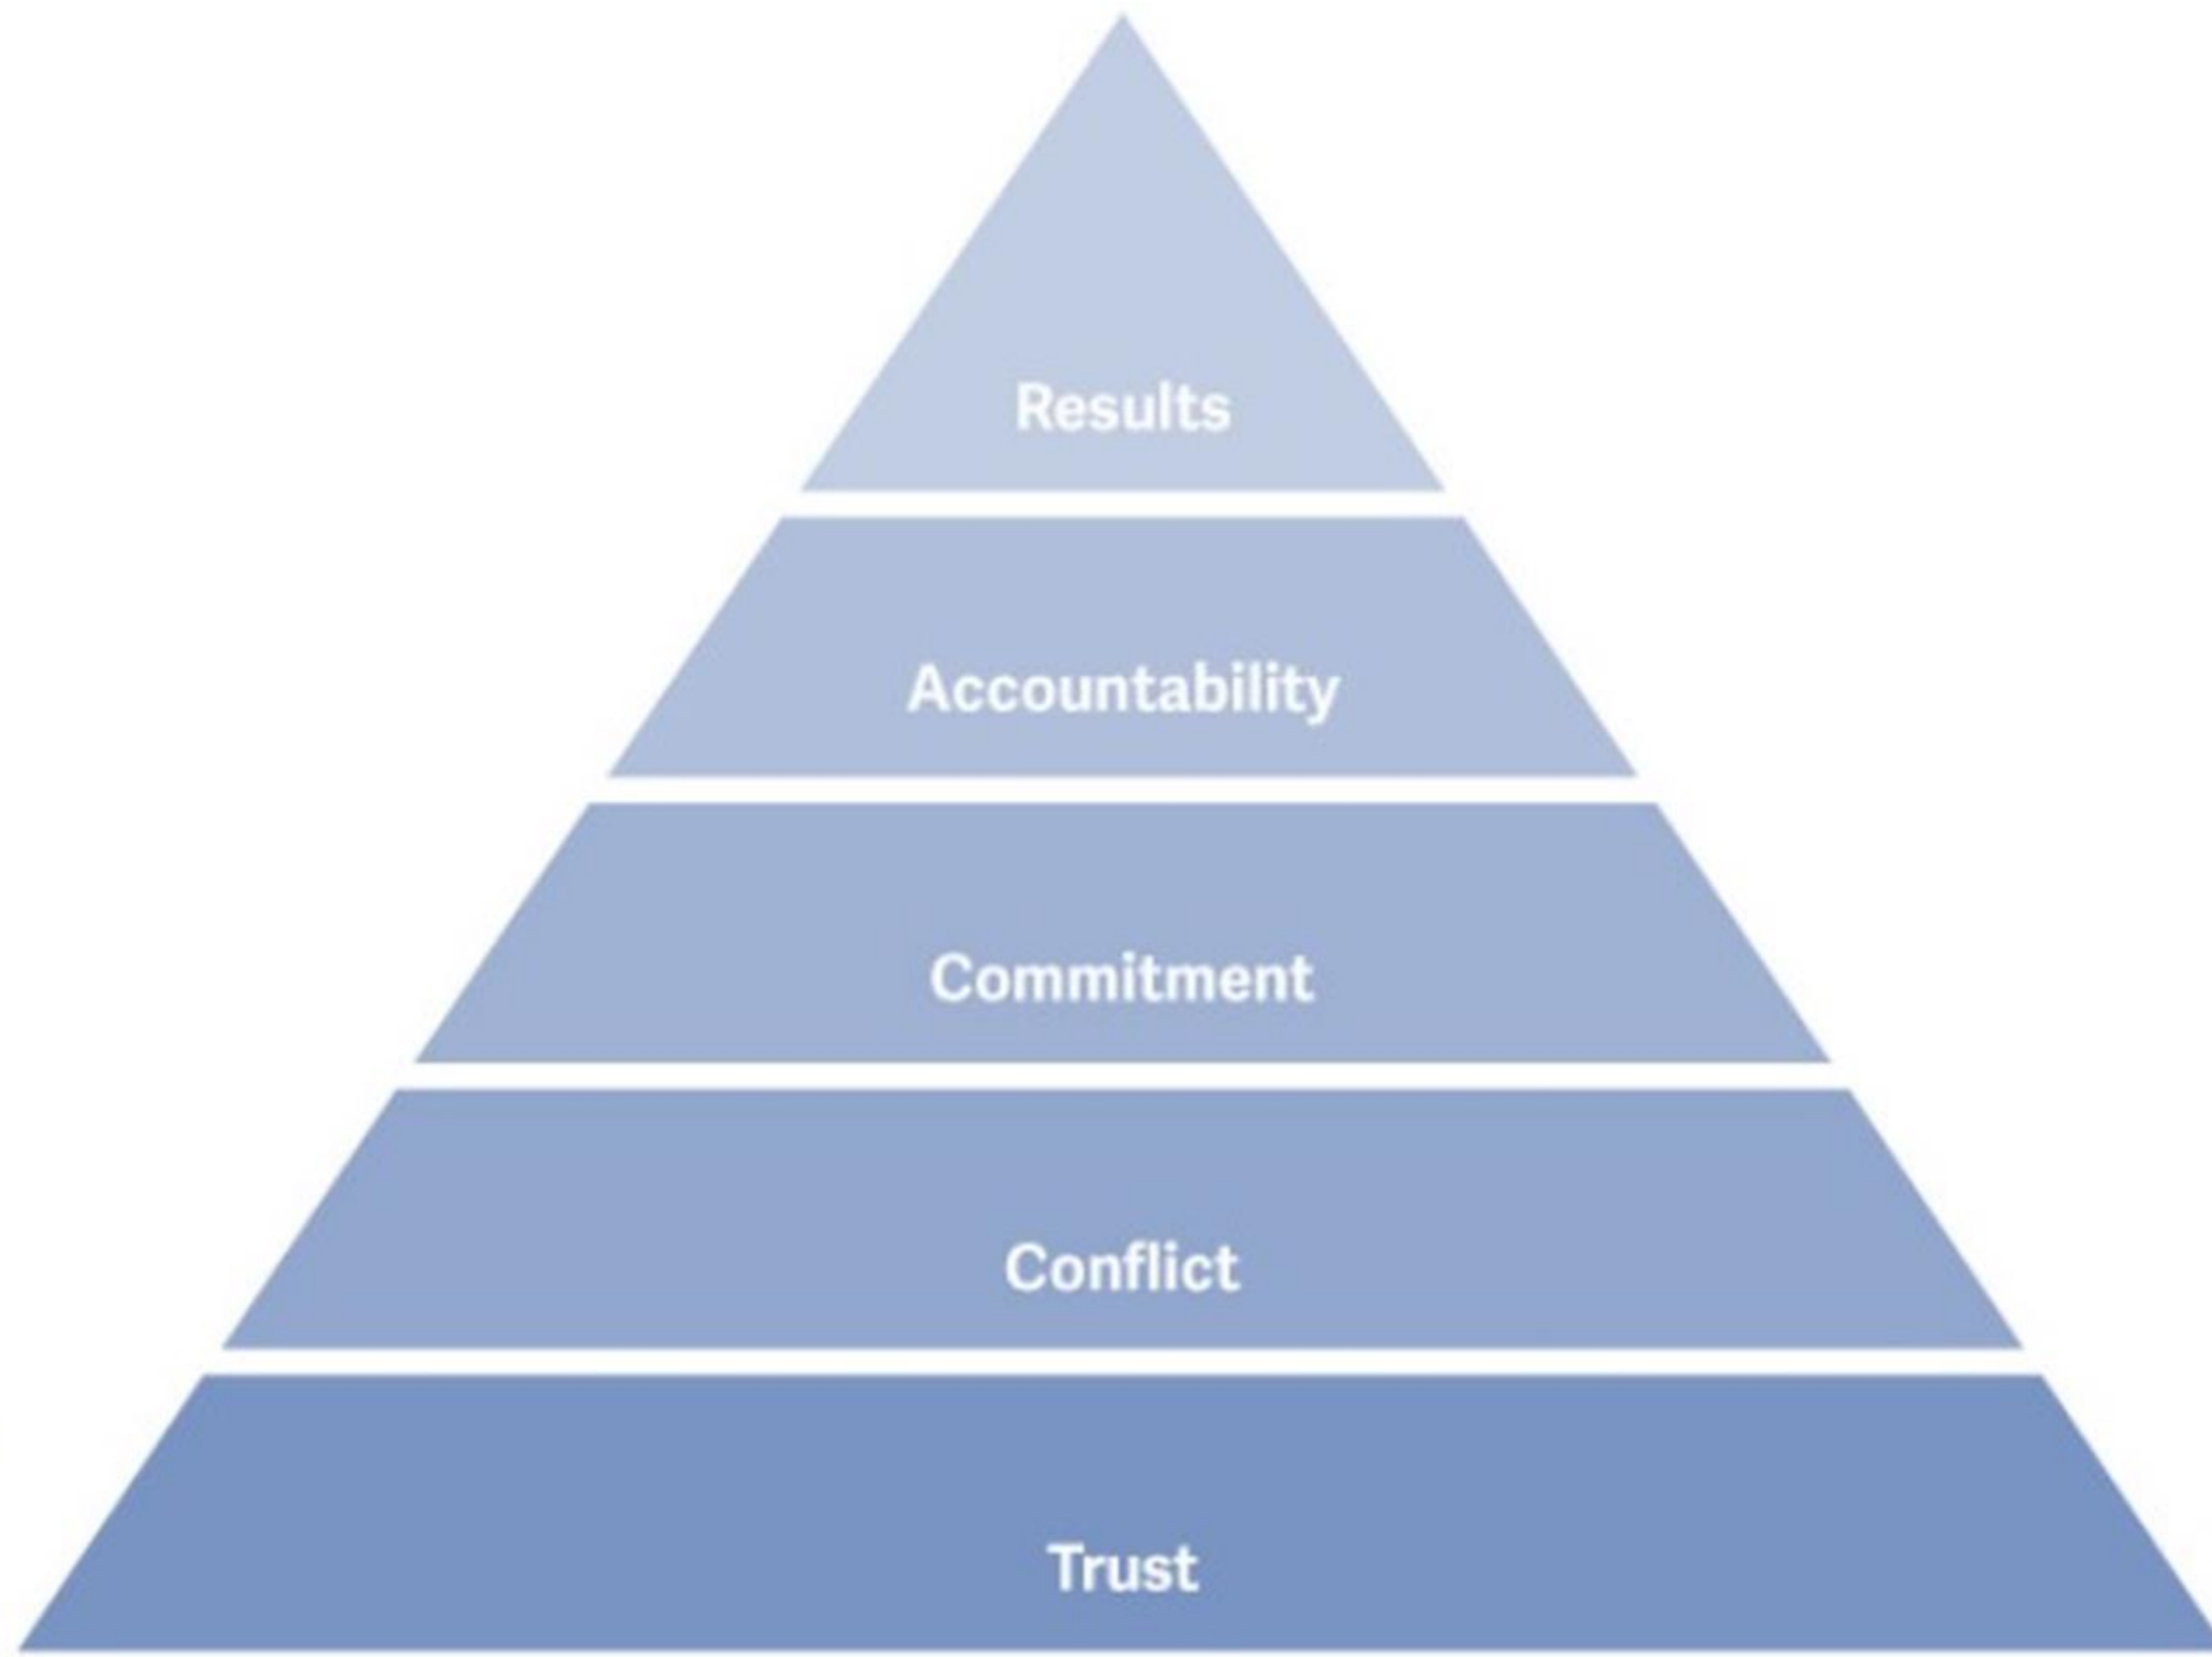 Results
Accountability
Commitment
Conflict
Trust